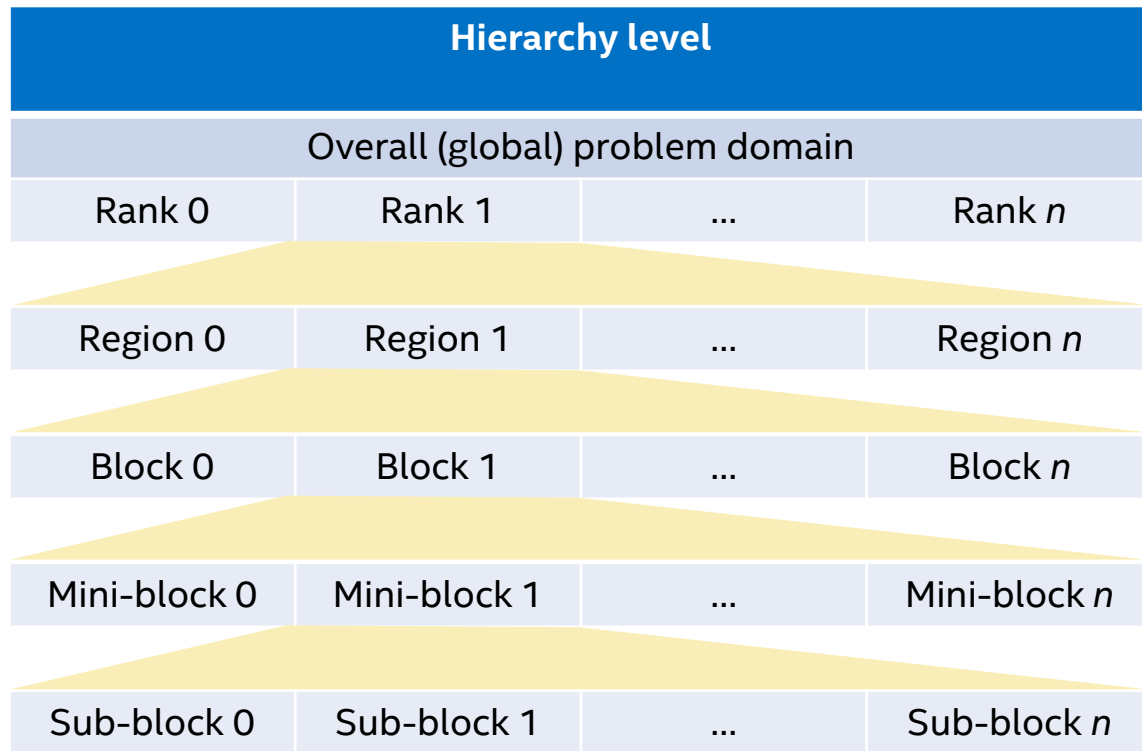 Hierarchy level
Overall (global) problem domain
Rank 0 Rank 1 ... Rank n
Region 0 Region 1 ... Region n
Block 0 Block 1 ... Block n
Mini-block 0 Mini-block 1 ... Mini-block n
Sub-block 0 Sub-block 1 ... Sub-block n